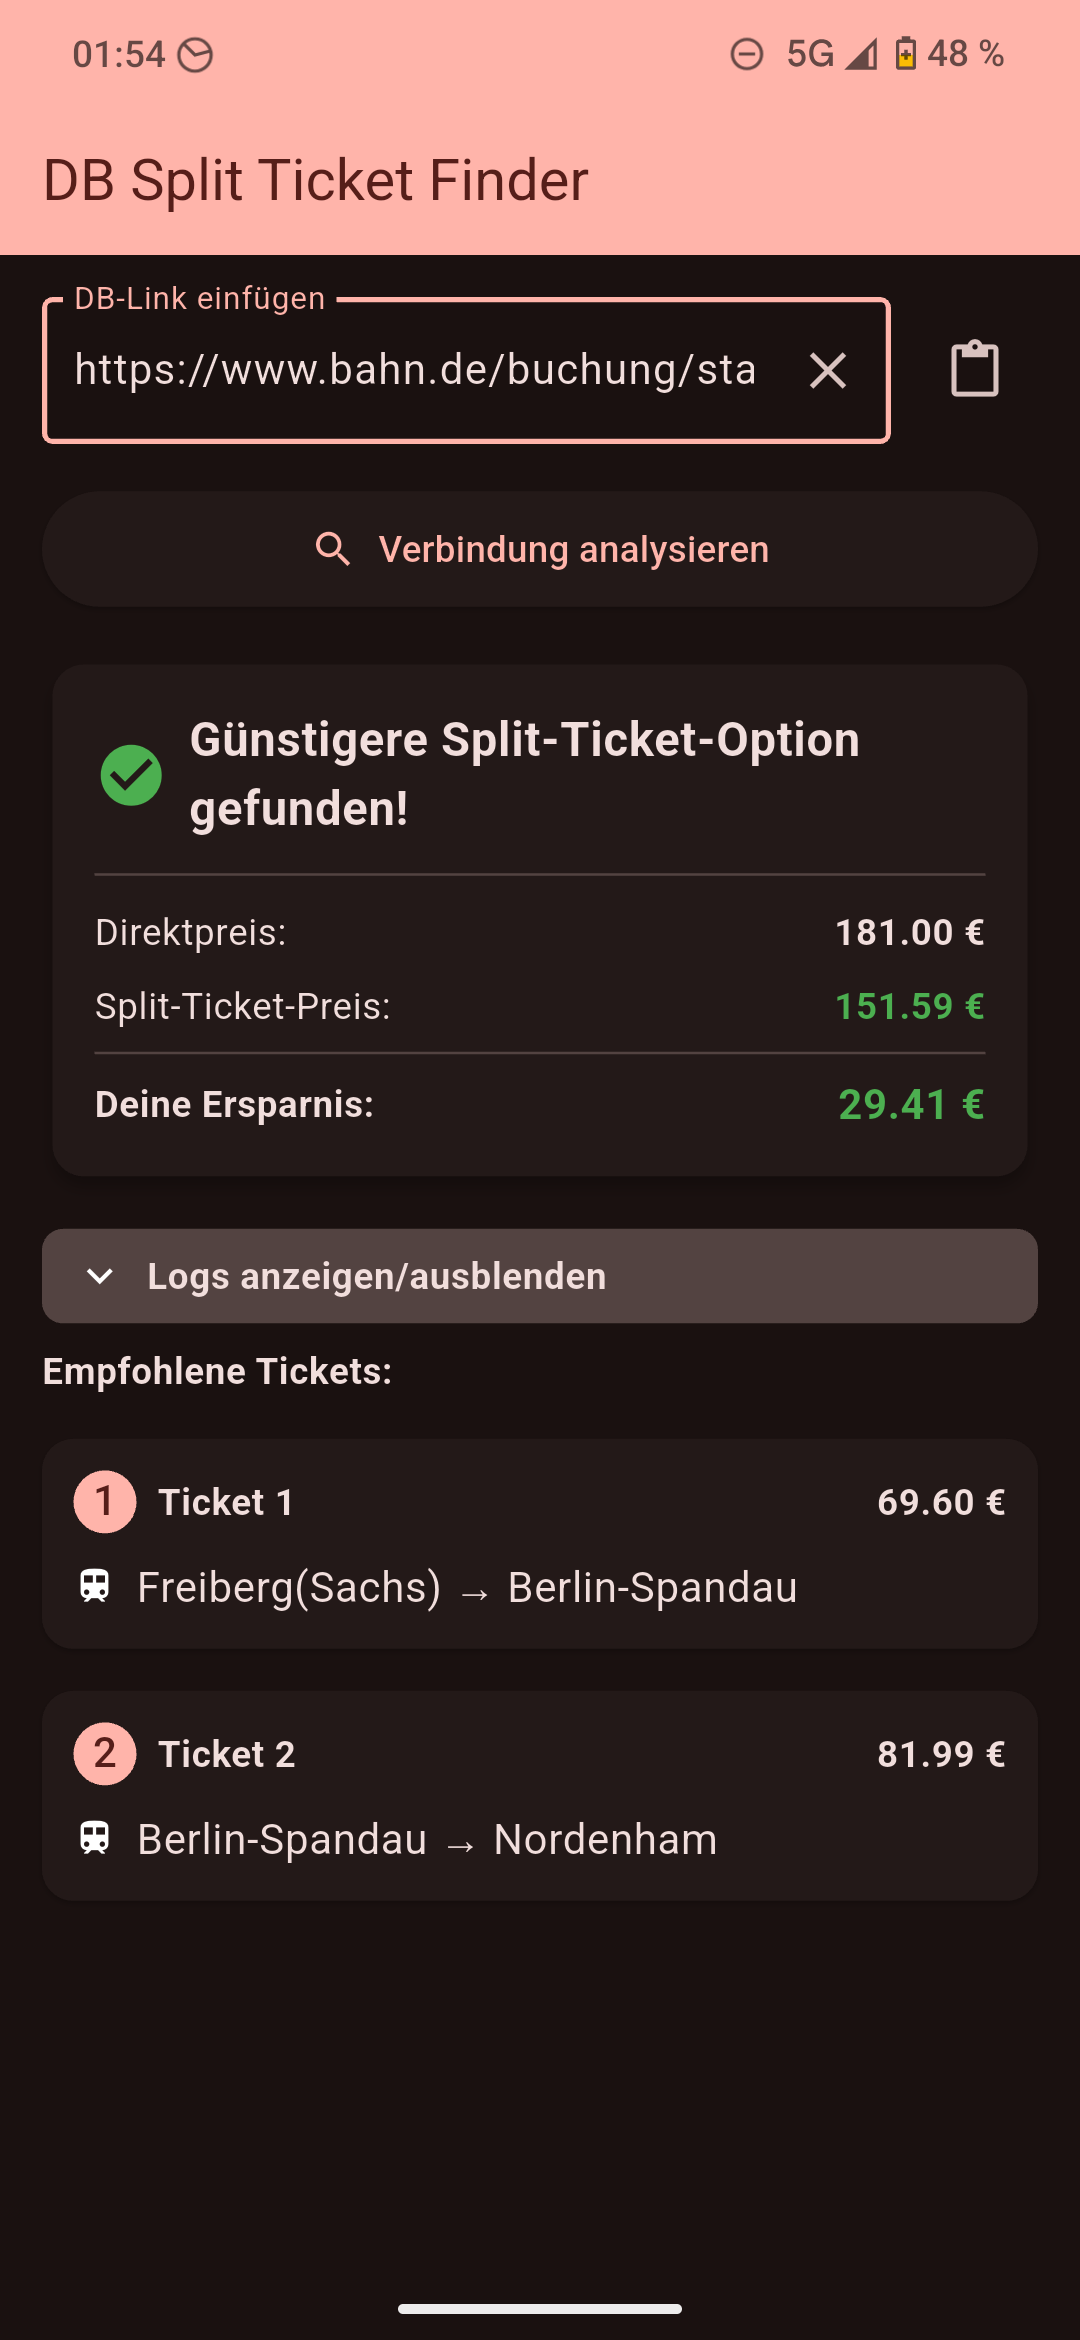 01:54
5G
48 %
DB Split Ticket Finder
DB-Link einfügen
https://www.bahn.de/buchung/sta
Verbindung analysieren
Günstigere Split-Ticket-Option
gefunden!
Direktpreis: 181.00 €
Split-Ticket-Preis: 151.59 €
Deine Ersparnis: 29.41 €
Logs anzeigen/ausblenden
Empfohlene Tickets:
1 Ticket 1 69.60 €
Freiberg(Sachs) → Berlin-Spandau
2 Ticket 2 81.99 €
Berlin-Spandau → Nordenham